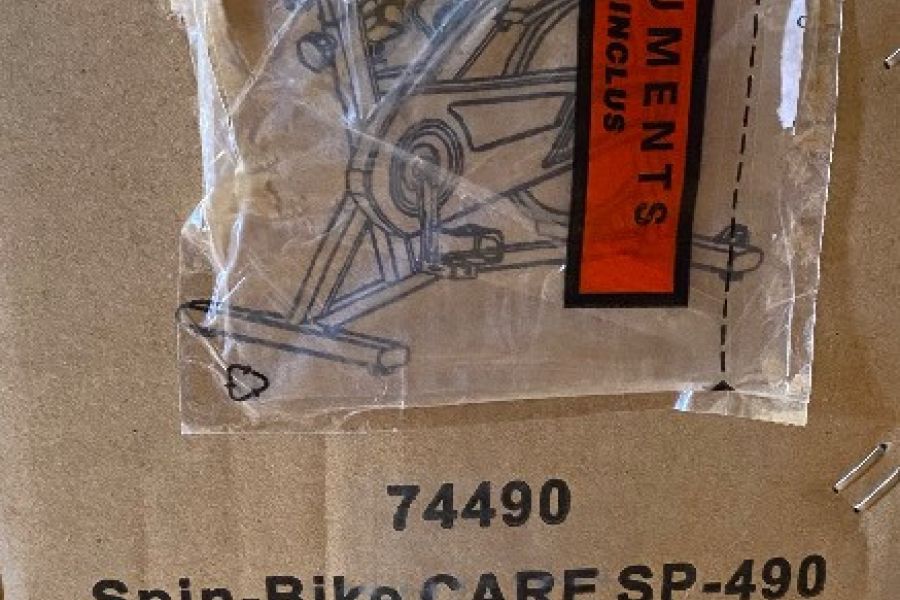 UMENTS
INCLUS
74490
Spin-Bike CARE SP-490